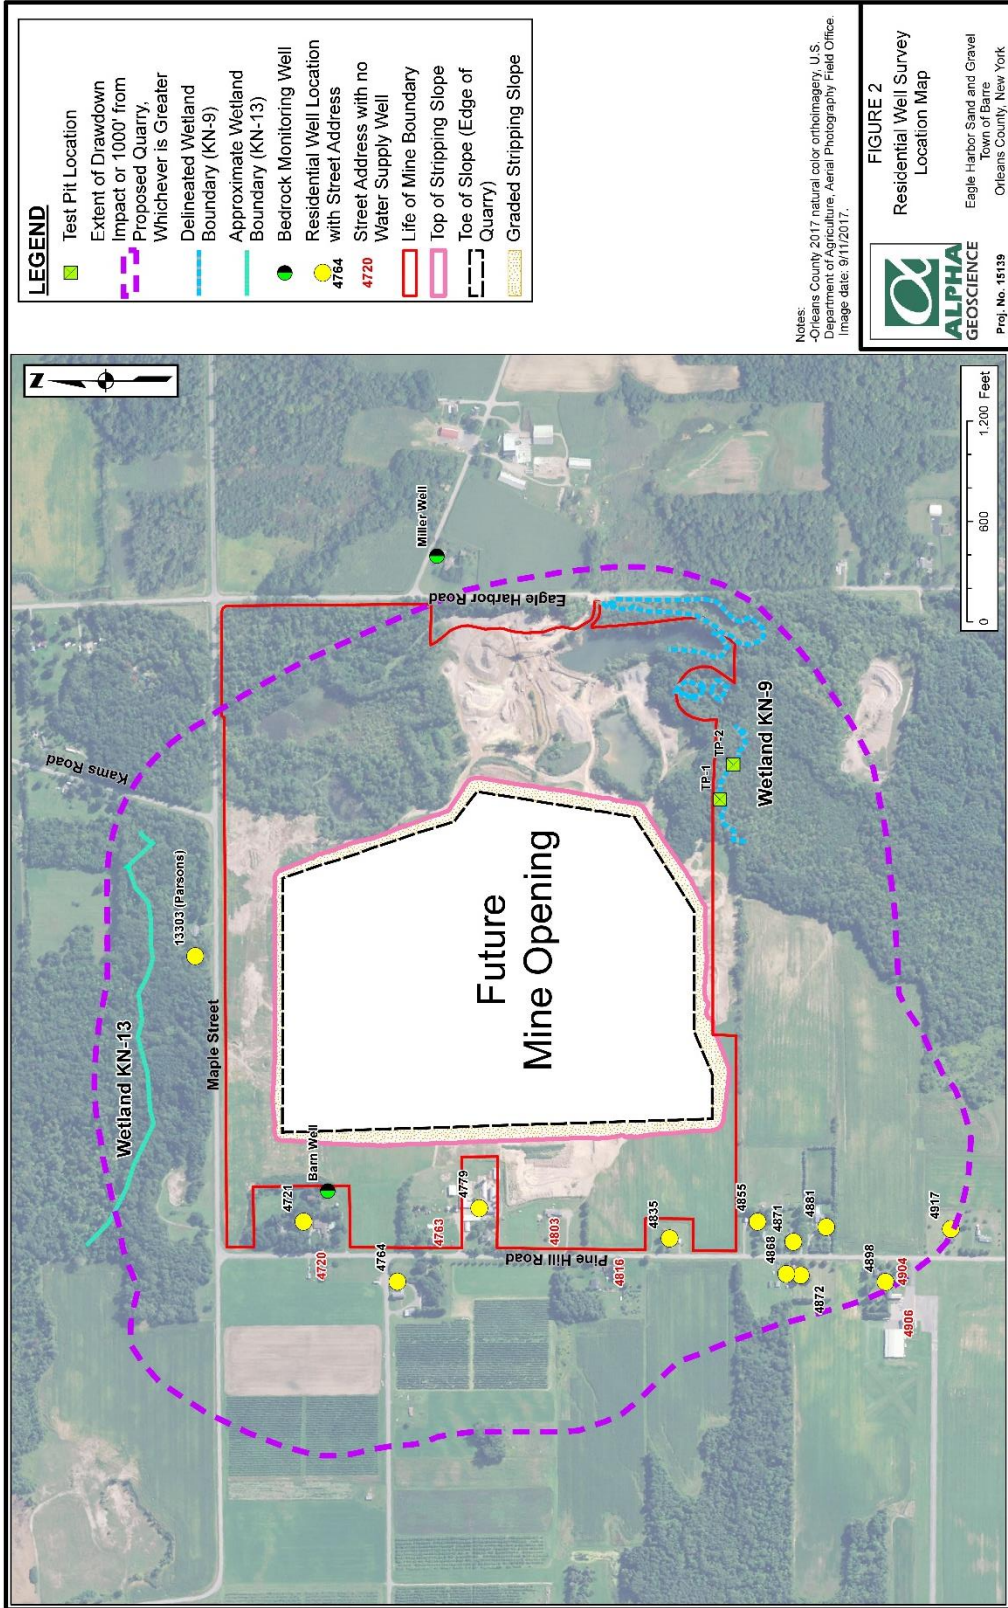 LEGEND
Test Pit Location
Extent of Drawdown
Impact or 1000' from
Proposed Quarry,
Whichever is Greater
Delineated Wetland
Boundary (KN-9)
Approximate Wetland
Boundary (KN-13)
Bedrock Monitoring Well
4764
Residential Well Location
with Street Address
4720
Street Address with no
Water Supply Well
Life of Mine Boundary
Top of Stripping Slope
Toe of Slope (Edge of
Quarry)
Graded Stripping Slope
Notes:
-Orleans County 2017 natural color orthoimagery, U.S.
Department of Agriculture, Aerial Photography Field Office.
Image date: 9/11/2017.
FIGURE 2
Residential Well Survey
Location Map
α
ALPHA
GEOSCIENCE
Proj. No. 15139
Eagle Harbor Sand and Gravel
Town of Barre
Orleans County, New York
N
Kams Road
Wetland KN-13
13303 (Parsons)
Maple Street
Miller Well
Eagle Harbor Road
Barn Well
4721
4720
4764
4763
4779
4803
4816
Pine Hill Road
4835
4855
4868
4871
4872
4881
4898
4904
4906
4917
Future
Mine Opening
TP-1
TP-2
Wetland KN-9
0 600 1,200 Feet